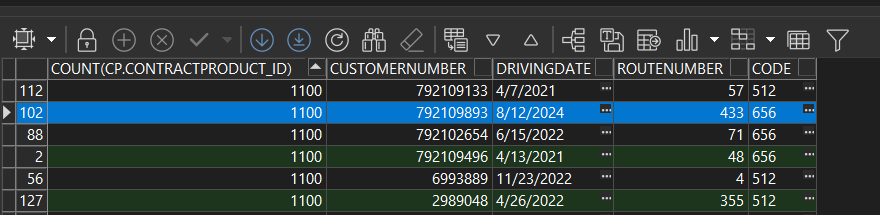 COUNT(CP.CONTRACTPRODUCT_ID) CUSTOMERNUMBER DRIVINGDATE ROUTENUMBER CODE
112 1100 792109133 4/7/2021 ... 57 512 ...
102 1100 792109893 8/12/2024 ... 433 656 ...
88 1100 792102654 6/15/2022 ... 71 656 ...
2 1100 792109496 4/13/2021 ... 48 656 ...
56 1100 6993889 11/23/2022 ... 4 512 ...
127 1100 2989048 4/26/2022 ... 355 512 ...